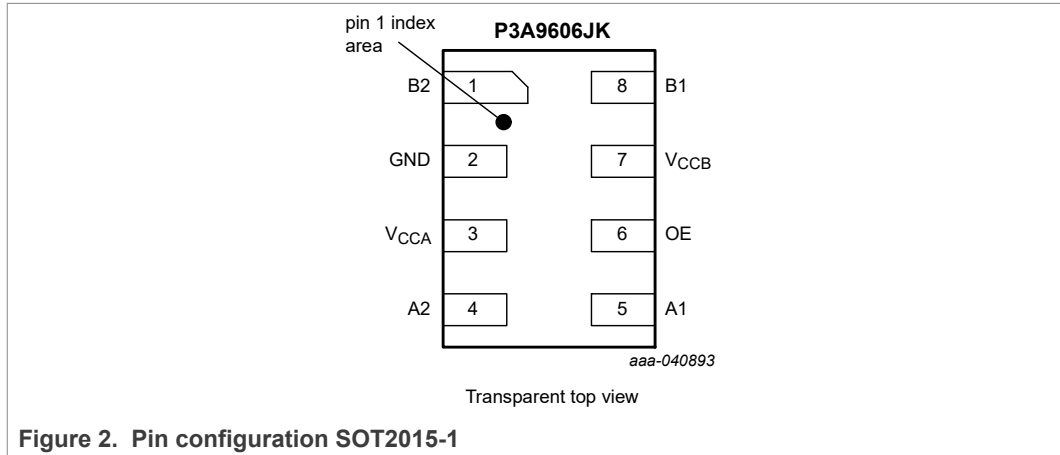 pin 1 index
area
P3A9606JK
B2 1 8 B1
GND 2 7 VCCB
VCCA 3 6 OE
A2 4 5 A1
aaa-040893
Transparent top view
Figure 2. Pin configuration SOT2015-1